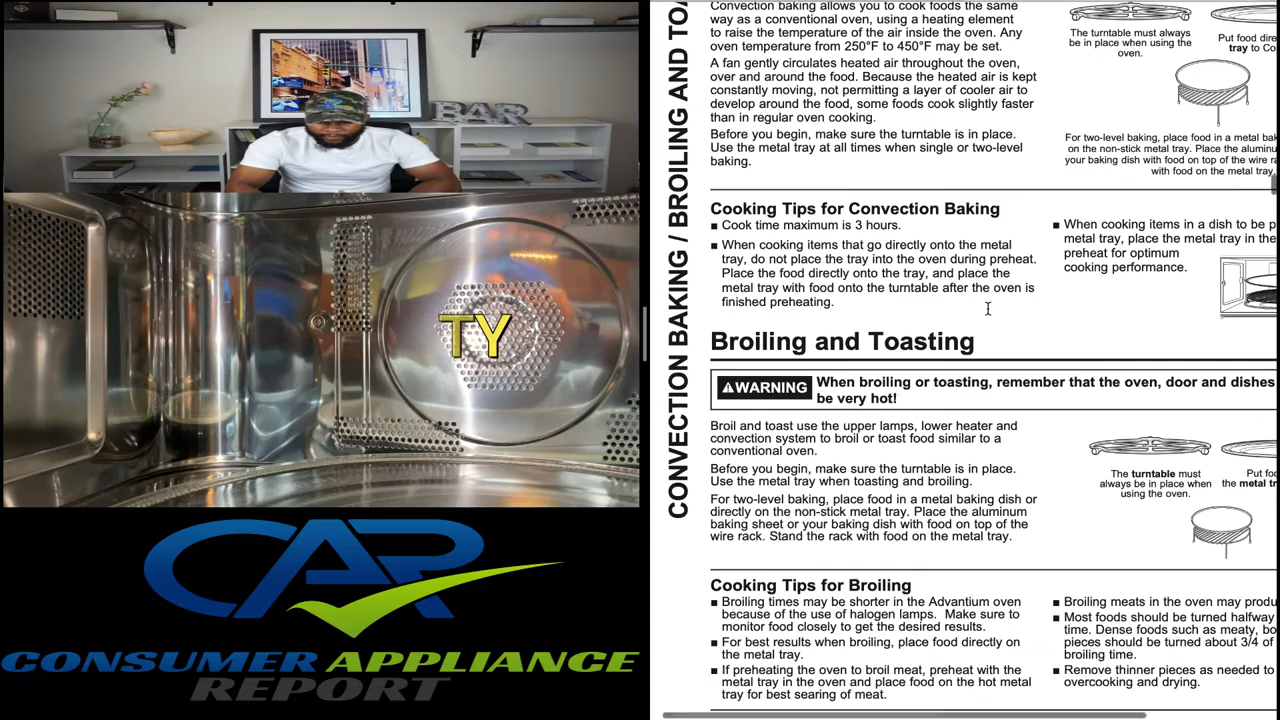 BAR
TY
CAR
CONSUMER APPLIANCE
REPORT
CONVECTION BAKING / BROILING AND TOA
Convection baking allows you to cook foods the same
way as a conventional oven, using a heating element
to raise the temperature of the air inside the oven. Any
oven temperature from 250°F to 450°F may be set.
A fan gently circulates heated air throughout the oven,
over and around the food. Because the heated air is kept
constantly moving, not permitting a layer of cooler air to
develop around the food, some foods cook slightly faster
than in regular oven cooking.
Before you begin, make sure the turntable is in place.
Use the metal tray at all times when single or two-level
baking.
The turntable must always
be in place when using the
oven.
Put food dire
tray to Co
For two-level baking, place food in a metal bak
on the non-stick metal tray. Place the aluminu
your baking dish with food on top of the wire ra
with food on the metal tray
Cooking Tips for Convection Baking
■ Cook time maximum is 3 hours.
■ When cooking items that go directly onto the metal
tray, do not place the tray into the oven during preheat.
Place the food directly onto the tray, and place the
metal tray with food onto the turntable after the oven is
finished preheating.
■ When cooking items in a dish to be p
metal tray, place the metal tray in the
preheat for optimum
cooking performance.
Broiling and Toasting
WARNING When broiling or toasting, remember that the oven, door and dishes
be very hot!
Broil and toast use the upper lamps, lower heater and
convection system to broil or toast food similar to a
conventional oven.
Before you begin, make sure the turntable is in place.
Use the metal tray when toasting and broiling.
For two-level baking, place food in a metal baking dish or
directly on the non-stick metal tray. Place the aluminum
baking sheet or your baking dish with food on top of the
wire rack. Stand the rack with food on the metal tray.
The turntable must
always be in place when
using the oven.
Put foo
the metal tr
Cooking Tips for Broiling
■ Broiling times may be shorter in the Advantium oven
because of the use of halogen lamps. Make sure to
monitor food closely to get the desired results.
■ For best results when broiling, place food directly on
the metal tray.
■ If preheating the oven to broil meat, preheat with the
metal tray in the oven and place food on the hot metal
tray for best searing of meat.
■ Broiling meats in the oven may produ
■ Most foods should be turned halfway
time. Dense foods such as meaty, bo
pieces should be turned about 3/4 of
broiling time.
■ Remove thinner pieces as needed to
overcooking and drying.